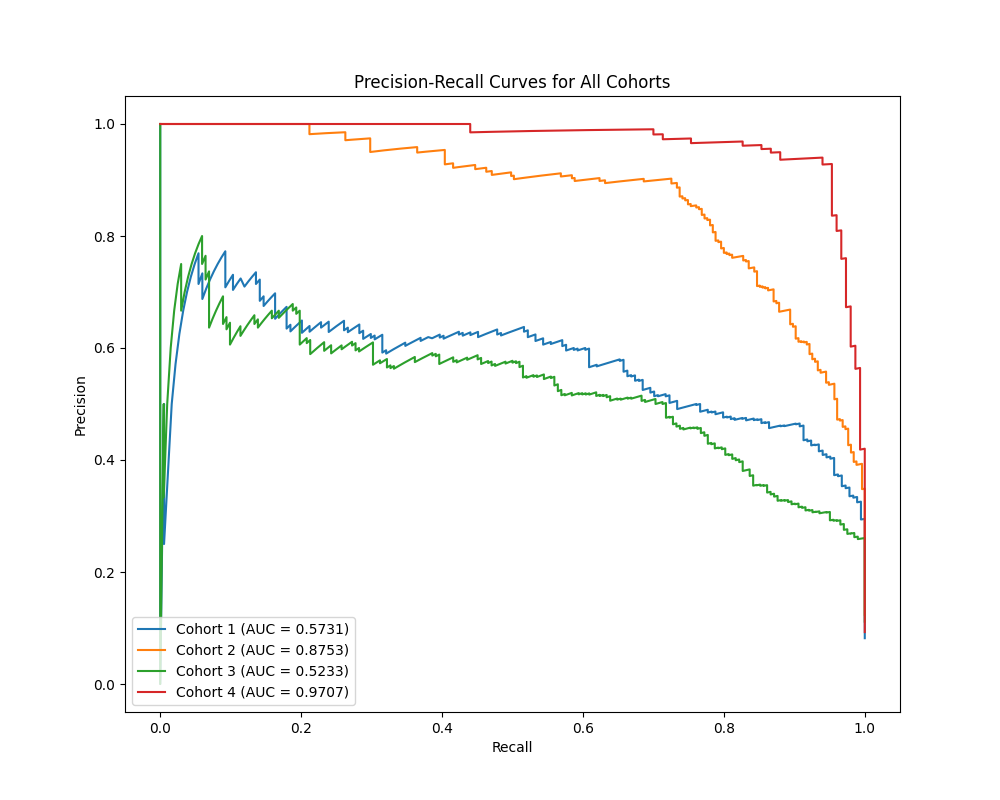 Precision-Recall Curves for All Cohorts
1.0
0.8
0.6
0.4
0.2
0.0
Precision
Cohort 1 (AUC = 0.5731)
Cohort 2 (AUC = 0.8753)
Cohort 3 (AUC = 0.5233)
Cohort 4 (AUC = 0.9707)
0.0 0.2 0.4 0.6 0.8 1.0
Recall